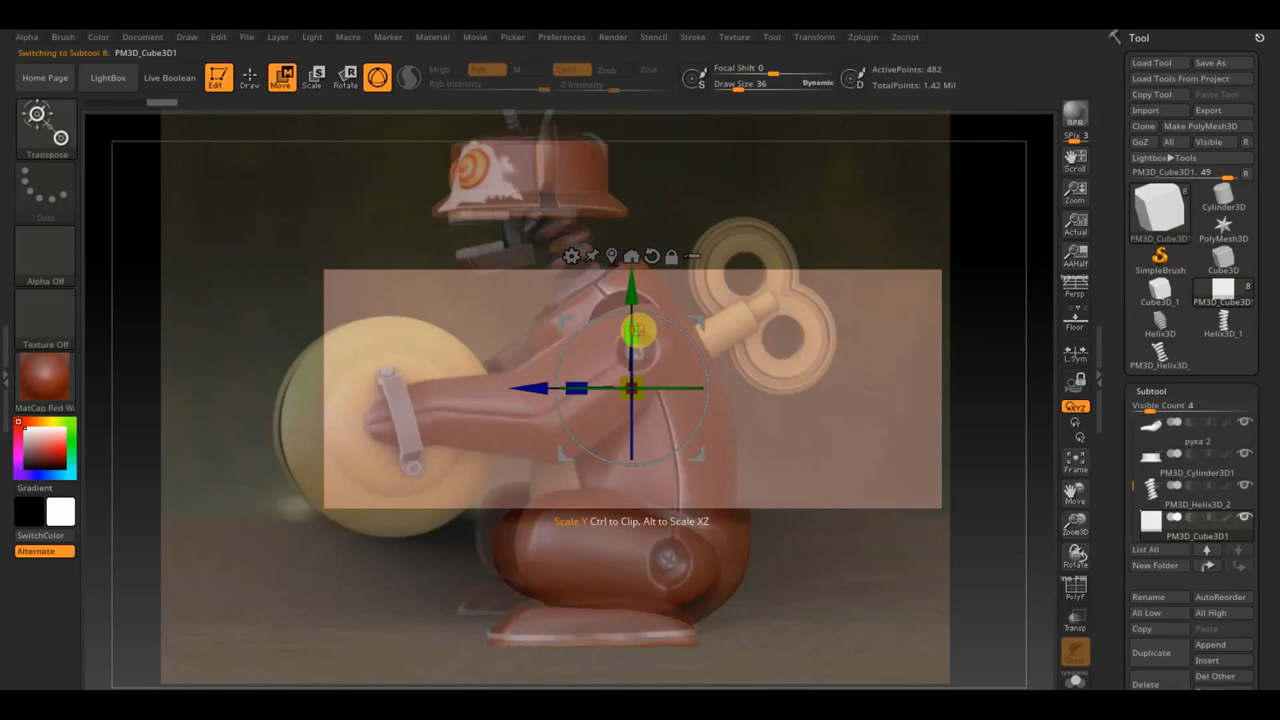 Alpha Brush Color Document Draw Edit File Layer Light Macro Marker Material Movie Picker Preferences Render Stencil Stroke Texture Tool Transform Zplugin Zscript
Tool
Switching to Subtool 8: PM3D_Cube3D1
Home Page
LightBox
Live Boolean
Edit
Draw
Move
Scale
Rotate
Mrgb Rgb M
Rgb Intensity
Zadd Zsub Zcut
Z Intensity
Focal Shift 0
Draw Size 36
Dynamic
ActivePoints: 482
TotalPoints: 1.42 Mil
Transpose
Dots
Alpha Off
Texture Off
MatCap Red Wa
Gradient
SwitchColor
Alternate
Scale Y Ctrl to Clip, Alt to Scale XZ
BPR
SPix 3
Scroll
Zoom
Actual
AAHalf
Dynamic
Persp
Floor
L.Sym
XYZ
Frame
Move
Zoom3D
Rotate
PolyF
Transp
Load Tool
Save As
Load Tools From Project
Copy Tool
Paste Tool
Import
Export
Clone
Make PolyMesh3D
GoZ
All
Visible
R
Lightbox▶Tools
PM3D_Cube3D1. 49
R
8
PM3D_Cube3D1
Cylinder3D
PolyMesh3D
SimpleBrush
Cube3D
8
Cube3D_1
PM3D_Cube3D1
Helix3D
Helix3D_1
PM3D_Helix3D_
Subtool
Visible Count 4
рука 2
PM3D_Cylinder3D1
PM3D_Helix3D_2
PM3D_Cube3D1
List All
New Folder
Rename
AutoReorder
All Low
All High
Copy
Paste
Duplicate
Append
Insert
Delete
Del Other